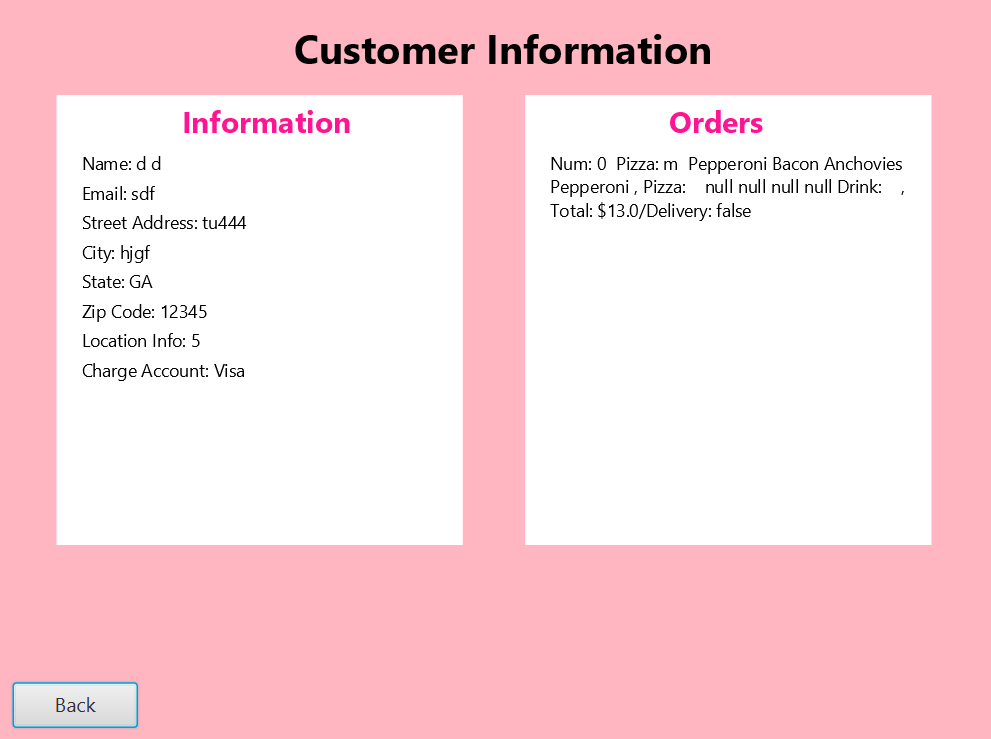 Customer Information
Information
Name: d d
Email: sdf
Street Address: tu444
City: hjgf
State: GA
Zip Code: 12345
Location Info: 5
Charge Account: Visa
Orders
Num: 0  Pizza: m  Pepperoni Bacon Anchovies
Pepperoni , Pizza:    null null null null Drink:    ,
Total: $13.0/Delivery: false
Back